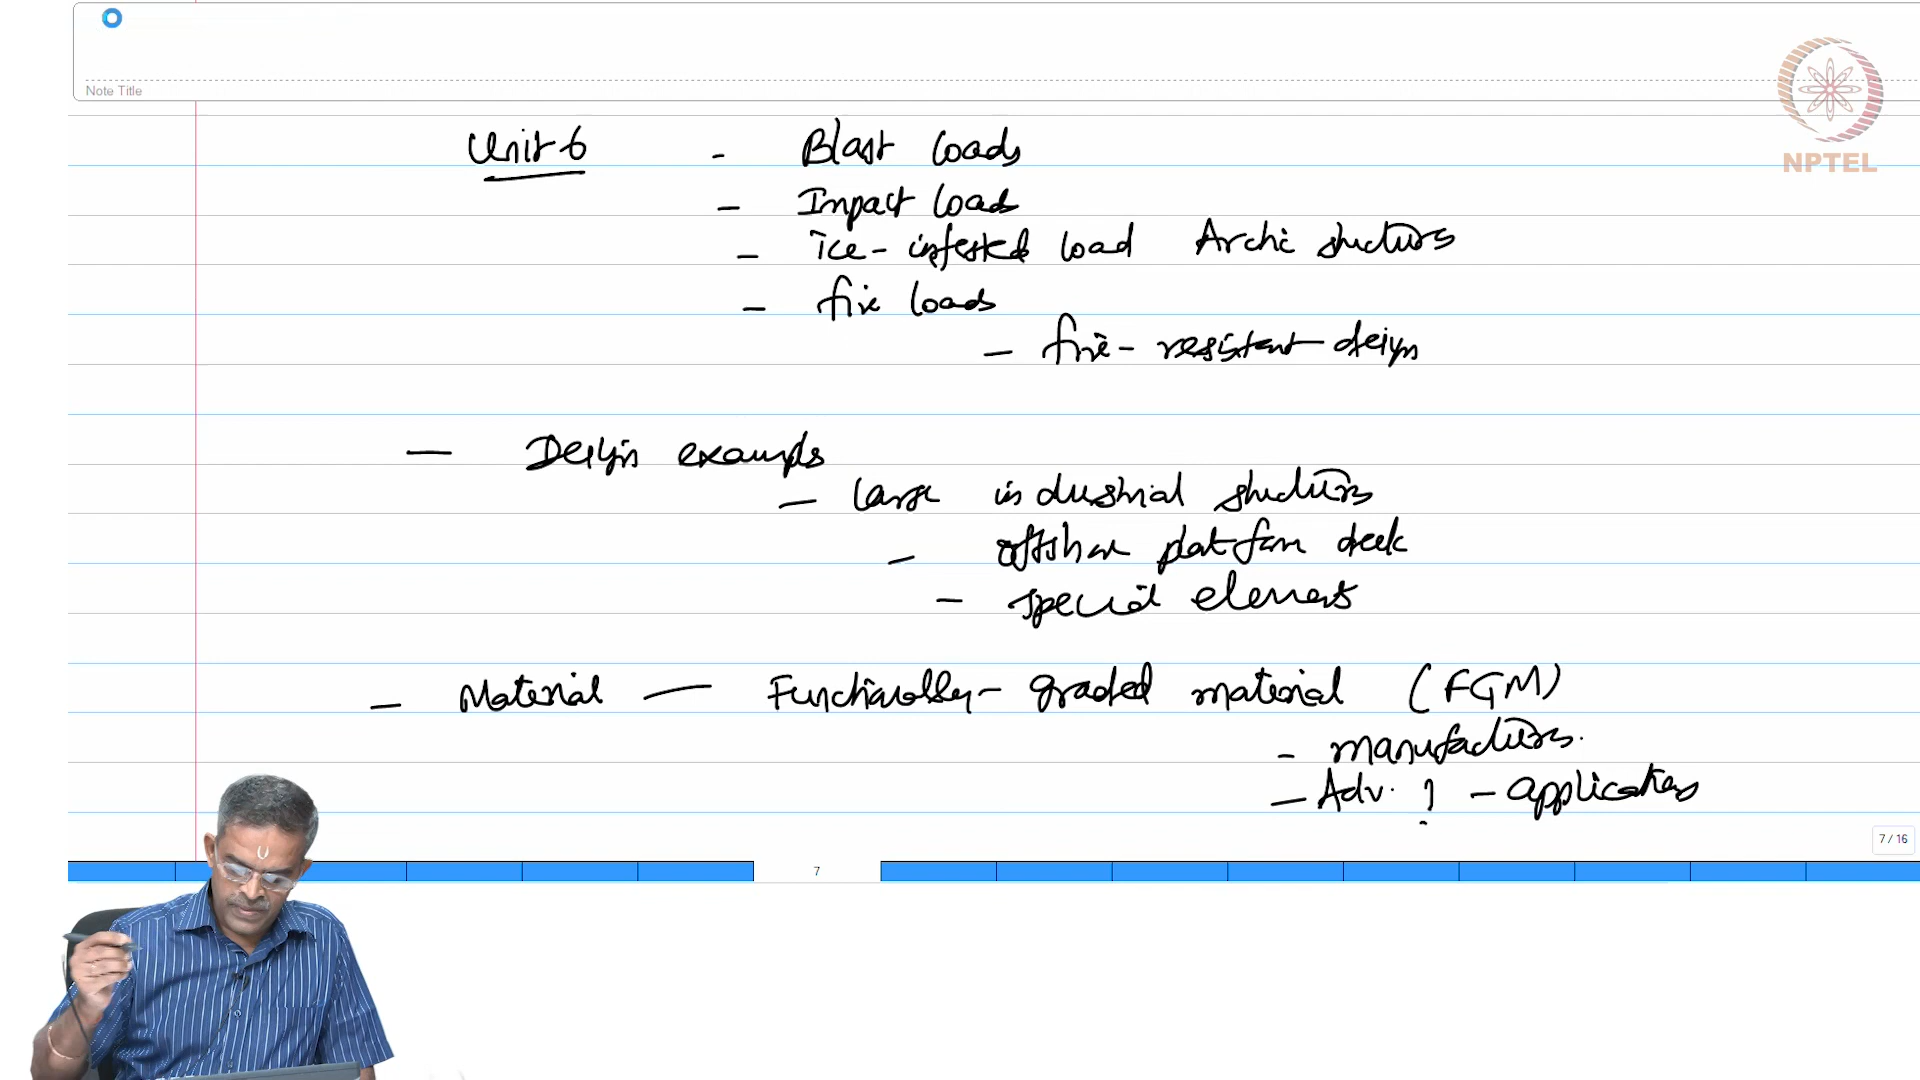 Note Title
NPTEL
Unit 6 - Blast loads
- Impact loads
- ice-infested load Arctic structures
- fire loads
- fire-resistant design
- Design examples
- large industrial structures
- offshore platform deck
- special elements
- Material - Functionally-graded material (FGM)
- manufacturers.
- Adv. ? - applications
7 / 16
7